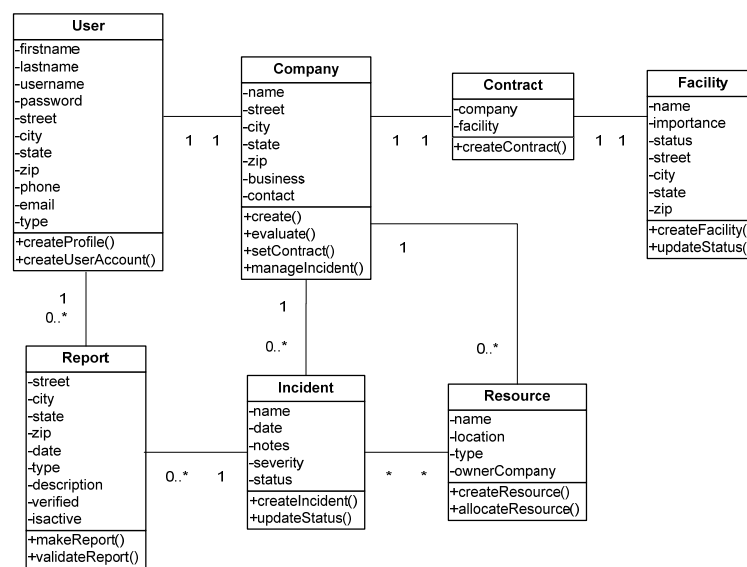 User
-firstname
-lastname
-username
-password
-street
-city
-state
-zip
-phone
-email
-type
+createProfile()
+createUserAccount()
Company
-name
-street
-city
-state
-zip
-business
-contact
+create()
+evaluate()
+setContract()
+manageIncident()
Contract
-company
-facility
+createContract()
Facility
-name
-importance
-status
-street
-city
-state
-zip
+createFacility(
+updateStatus(
1 1
1 1
1 1
1
0..*
1
0..*
1
0..*
Report
-street
-city
-state
-zip
-date
-type
-description
-verified
-isactive
+makeReport()
+validateReport()
0..* 1
Incident
-name
-date
-notes
-severity
-status
+createIncident()
+updateStatus()
* *
Resource
-name
-location
-type
-ownerCompany
+createResource()
+allocateResource()